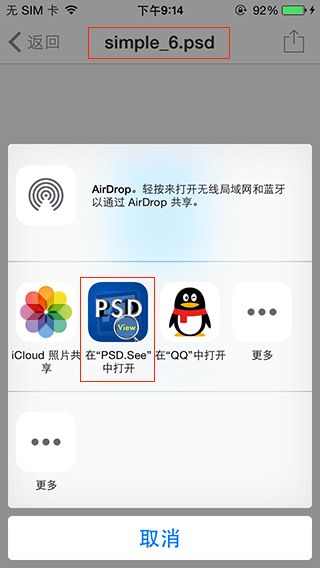 无 SIM 卡 下午9:14 92%
返回 simple_6.psd
AirDrop。轻按来打开无线局域网和蓝牙
以通过 AirDrop 共享。
PSD
View
iCloud 照片共
享
在“PSD.See”
中打开
在“QQ”中打开
更多
更多
取消